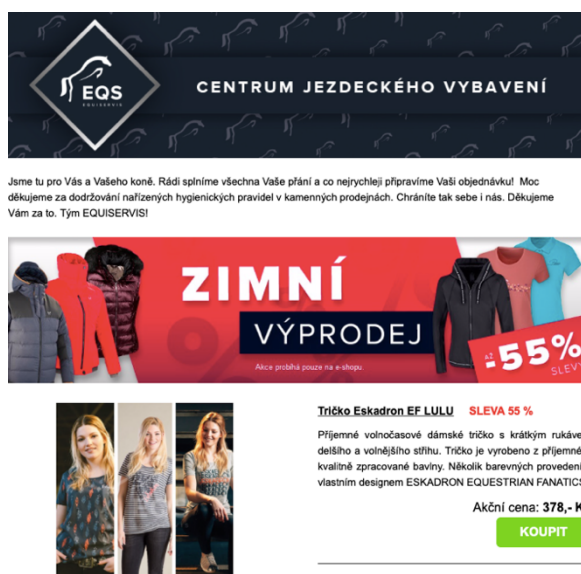 EQS
EQUISERVIS
CENTRUM JEZDECKÉHO VYBAVENÍ
Jsme tu pro Vás a Vašeho koně. Rádi splníme všechna Vaše přání a co nejrychleji připravíme Vaši objednávku! Moc
děkujeme za dodržování nařízených hygienických pravidel v kamenných prodejnách. Chráníte tak sebe i nás. Děkujeme
Vám za to. Tým EQUISERVIS!
ZIMNÍ
VÝPRODEJ
Akce probíhá pouze na e-shopu.
AŽ
-55%
SLEVY
Tričko Eskadron EF LULU SLEVA 55 %
Příjemné volnočasové dámské tričko s krátkým rukáve
delšího a volnějšího střihu. Tričko je vyrobeno z příjemné
kvalitně zpracované bavlny. Několik barevných provedení
vlastním designem ESKADRON EQUESTRIAN FANATICS
Akční cena: 378,- K
KOUPIT